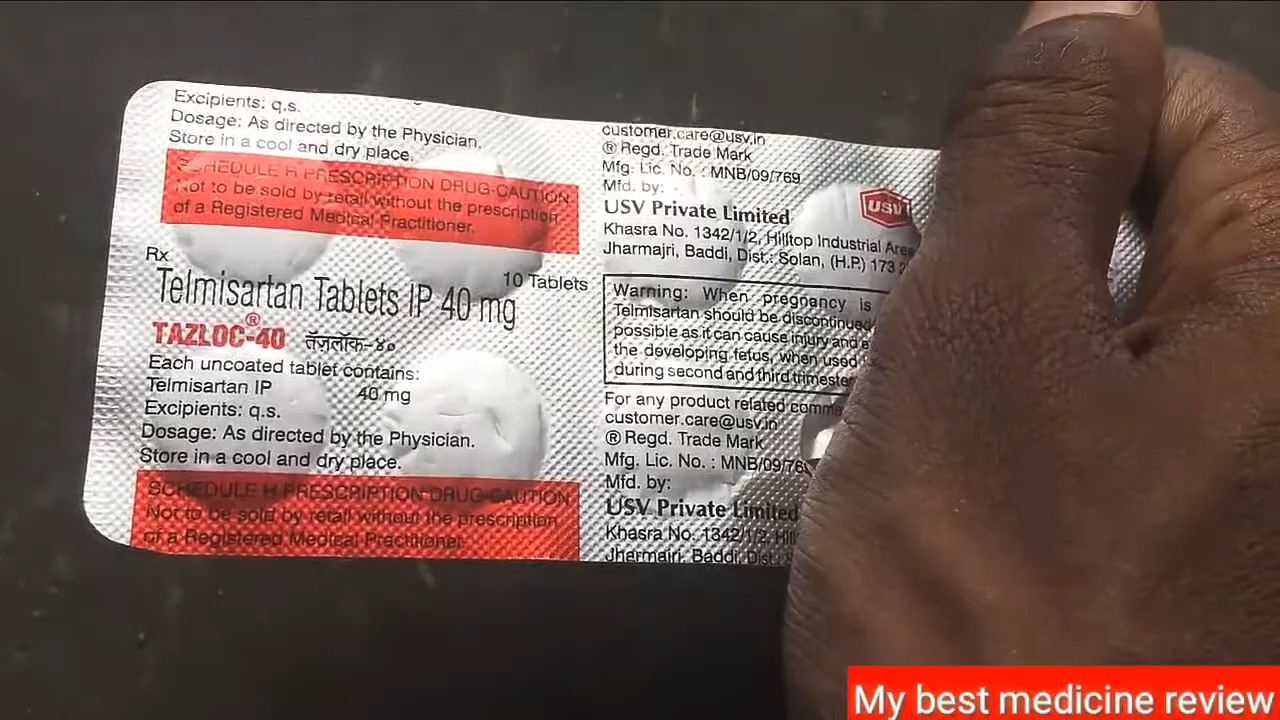 Excipients: q.s.
Dosage: As directed by the Physician.
Store in a cool and dry place.
SCHEDULE H PRESCRIPTION DRUG-CAUTION
Not to be sold by retail without the prescription
of a Registered Medical Practitioner.
Rx
10 Tablets
Telmisartan Tablets IP 40 mg
TAZLOC®-40 तॅज़लॉक-४०
Each uncoated tablet contains:
Telmisartan IP 40 mg
Excipients: q.s.
Dosage: As directed by the Physician.
Store in a cool and dry place.
SCHEDULE H PRESCRIPTION DRUG-CAUTION
Not to be sold by retail without the prescription
of a Registered Medical Practitioner.
customer.care@usv.in
® Regd. Trade Mark
Mfg. Lic. No. : MNB/09/769
Mfd. by:
USV Private Limited
USV
Khasra No. 1342/1/2, Hilltop Industrial Area
Jharmajri, Baddi, Dist.: Solan, (H.P.) 173
Warning: When pregnancy is
Telmisartan should be discontinued
possible as it can cause injury and
the developing fetus, when used
during second and third
For any product related
customer.care@usv.in
® Regd. Trade Mark
Mfg. Lic. No. : MNB/09/76
Mfd. by:
USV Private Limited
Khasra No. 1342/1/2,
Jharmajri, Baddi, Dist.
My best medicine review